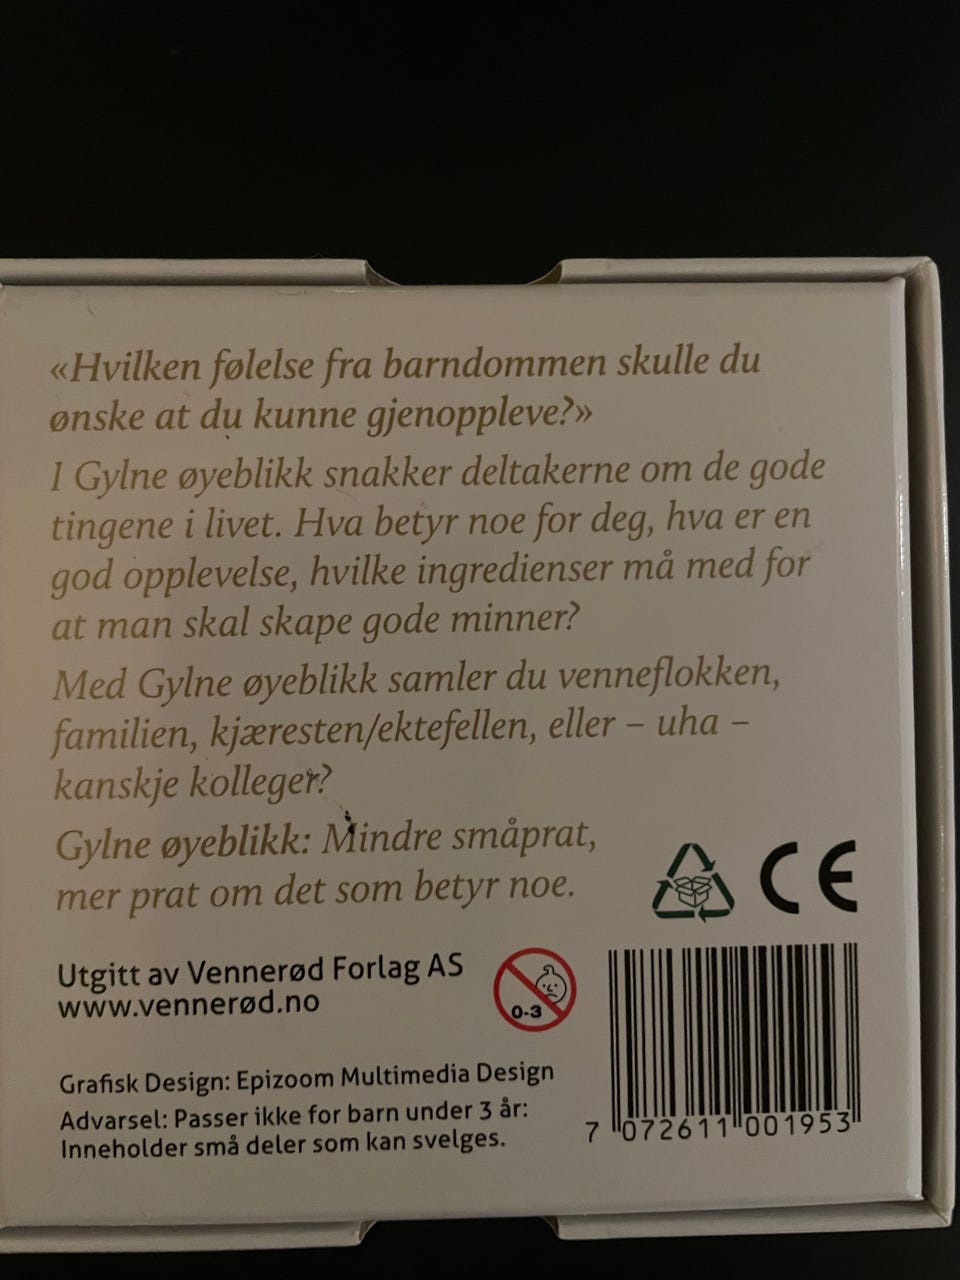 «Hvilken følelse fra barndommen skulle du
ønske at du kunne gjenoppleve?»
I Gylne øyeblikk snakker deltakerne om de gode
tingene i livet. Hva betyr noe for deg, hva er en
god opplevelse, hvilke ingredienser må med for
at man skal skape gode minner?
Med Gylne øyeblikk samler du venneflokken,
familien, kjæresten/ektefellen, eller – uha –
kanskje kolleger?
Gylne øyeblikk: Mindre småprat,
mer prat om det som betyr noe.
CE
Utgitt av Vennerød Forlag AS
www.vennerød.no
0-3
Grafisk Design: Epizoom Multimedia Design
Advarsel: Passer ikke for barn under 3 år:
Inneholder små deler som kan svelges.
7 072611 001953